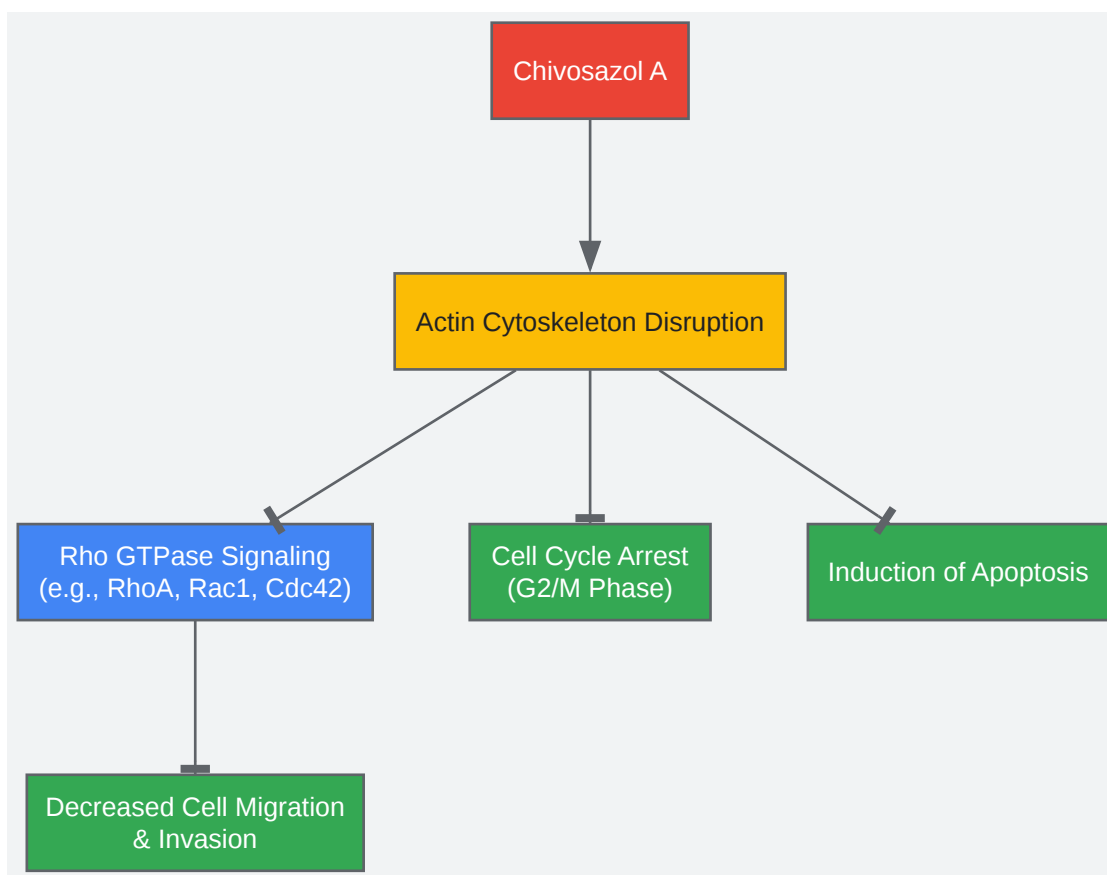 Chivosazol A
Actin Cytoskeleton Disruption
Rho GTPase Signaling
(e.g., RhoA, Rac1, Cdc42)
Cell Cycle Arrest
(G2/M Phase)
Induction of Apoptosis
Decreased Cell Migration
& Invasion